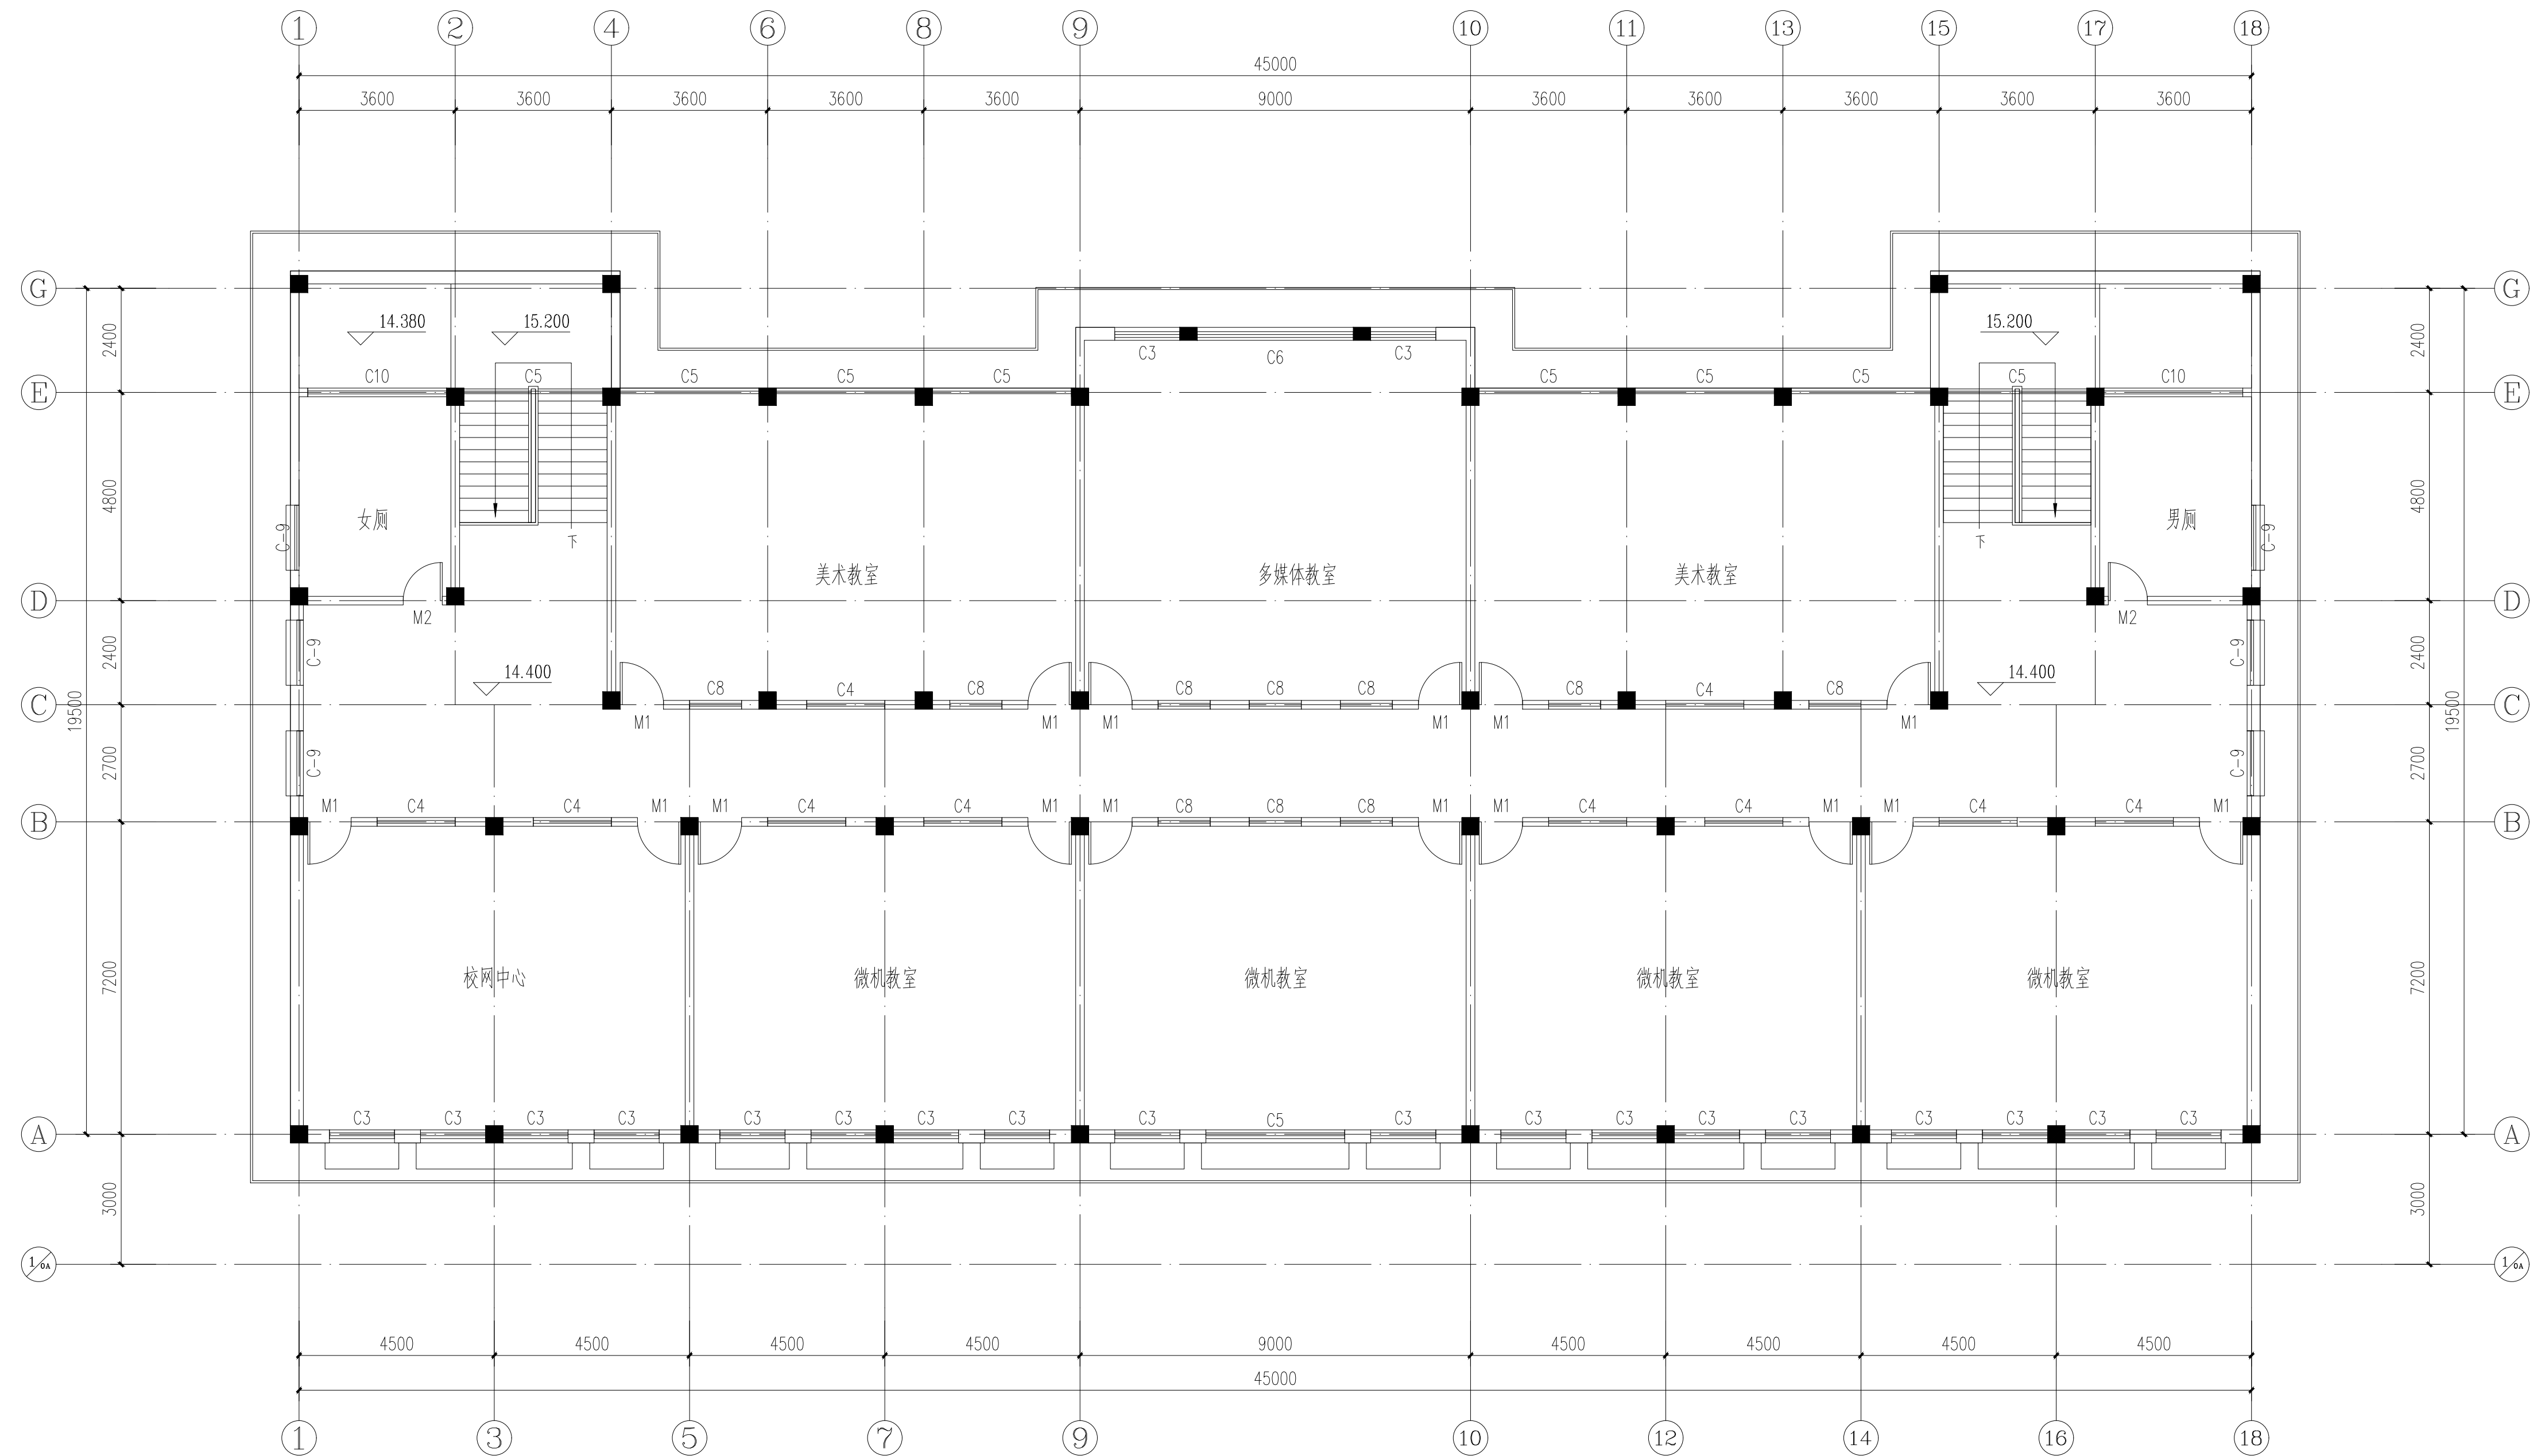 1 2 4 6 8 9 10 11 13 15 17 18
45000
3600 3600 3600 3600 3600 9000 3600 3600 3600 3600 3600
G G
14.380 15.200 15.200
2400 2400
C3 C6 C3
C10 C5 C5 C5 C5 C5 C5 C5 C5 C10
E E
4800 4800
女厕 男厕
C-9 C-9
下 下
美术教室 多媒体教室 美术教室
D D
M2 M2
C-9 2400 2400 C-9
14.400 14.400
C8 C4 C8 C8 C8 C8 C8 C4 C8
C C
19500 19500
M1 M1 M1 M1 M1 M1
2700 2700
C-9 C-9
M1 C4 C4 M1 M1 C4 C4 M1 M1 C8 C8 C8 M1 M1 C4 C4 M1 M1 C4 C4 M1
B B
7200 7200
校网中心 微机教室 微机教室 微机教室 微机教室
C3 C3 C3 C3 C3 C3 C3 C3 C3 C5 C3 C3 C3 C3 C3 C3 C3 C3 C3
A A
3000 3000
1/0A 1/0A
4500 4500 4500 4500 9000 4500 4500 4500 4500
45000
1 3 5 7 9 10 12 14 16 18